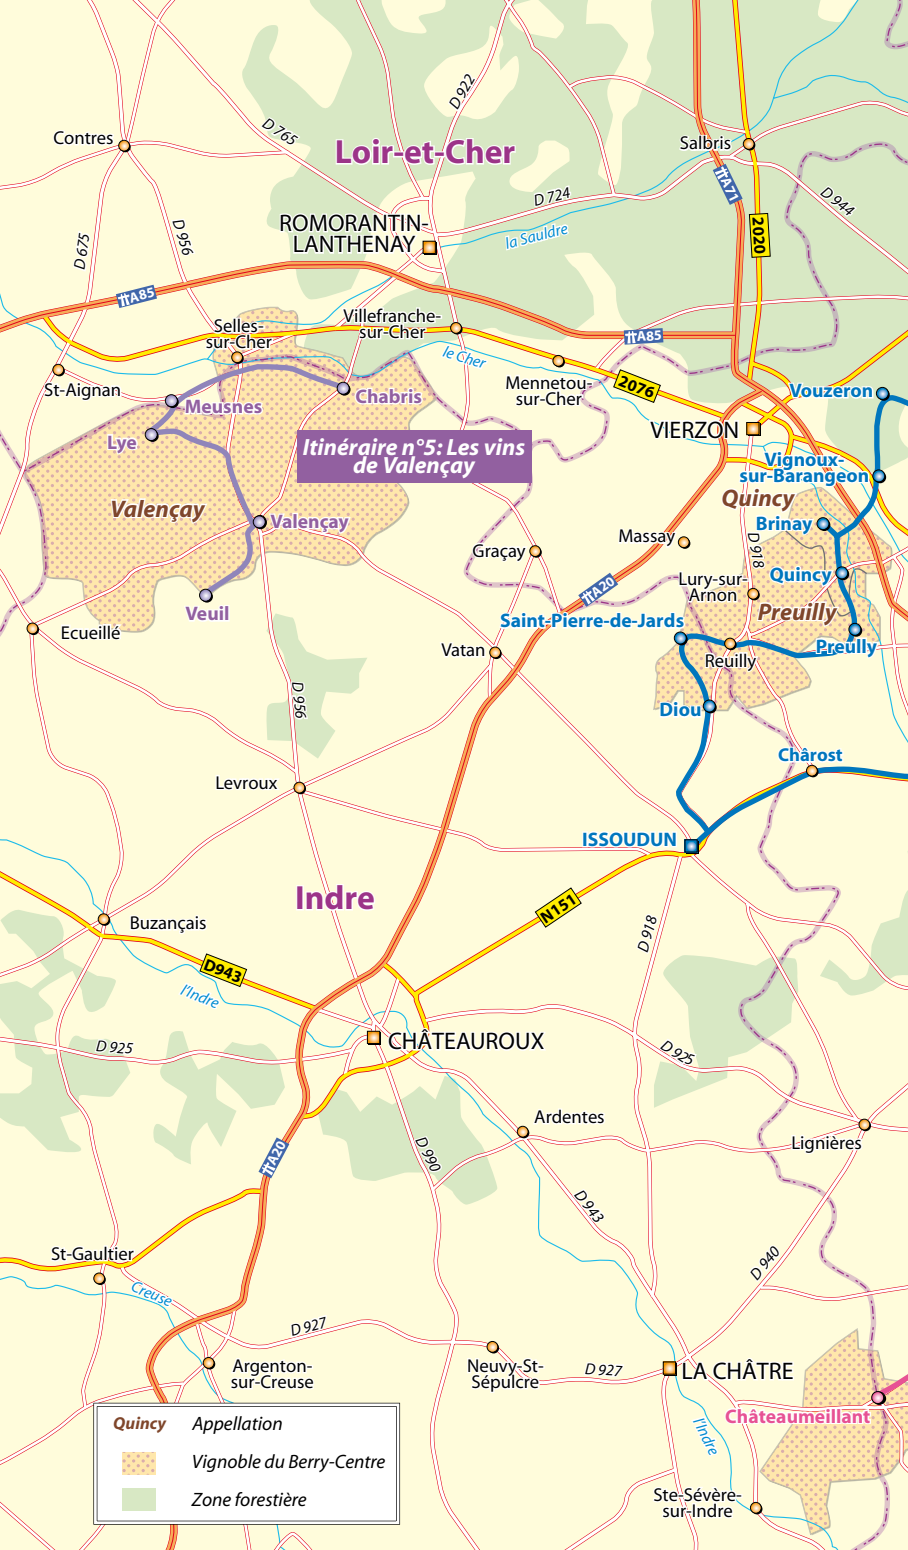 D 922
Contres
D 765
Salbris
Loir-et-Cher
A71
D 724
D 944
ROMORANTIN-
LANTHENAY
la Sauldre
2020
D 675
D 956
A85
Villefranche-
sur-Cher
Selles-
sur-Cher
A85
le Cher
St-Aignan
Meusnes
Chabris
Mennetou-
sur-Cher
2076
Vouzeron
Lye
Itinéraire n°5: Les vins
de Valençay
VIERZON
Vignoux-
sur-Barangeon
Valençay
Quincy
Valençay
Brinay
Massay
Graçay
D 918
Quincy
Lury-sur-
Arnon
A20
Veuil
Preuilly
Saint-Pierre-de-Jards
Ecueillé
Vatan
Reuilly
Preully
D 956
Diou
Chârost
Levroux
ISSOUDUN
Indre
N151
Buzançais
D 918
D943
l'Indre
CHÂTEAUROUX
D 925
D 925
Ardentes
Lignières
A20
D 990
D 943
St-Gaultier
D 940
Creuse
D 927
Argenton-
sur-Creuse
Neuvy-St-
Sépulcre
D 927
LA CHÂTRE
Châteaumeillant
l'Indre
Quincy
Appellation
Vignoble du Berry-Centre
Zone forestière
Ste-Sévère-
sur-Indre